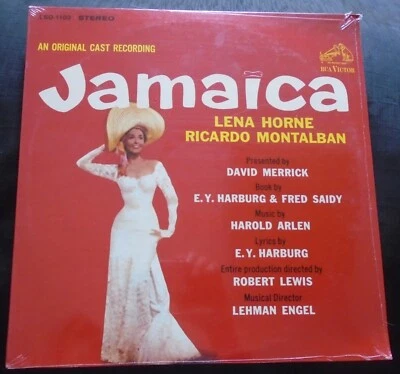 LSO-1103 STEREO
AN ORIGINAL CAST RECORDING
RCA VICTOR
Jamaica
LENA HORNE
RICARDO MONTALBAN
Presented by
DAVID MERRICK
Book by
E. Y. HARBURG & FRED SAIDY
Music by
HAROLD ARLEN
Lyrics by
E. Y. HARBURG
Entire production directed by
ROBERT LEWIS
Musical Director
LEHMAN ENGEL